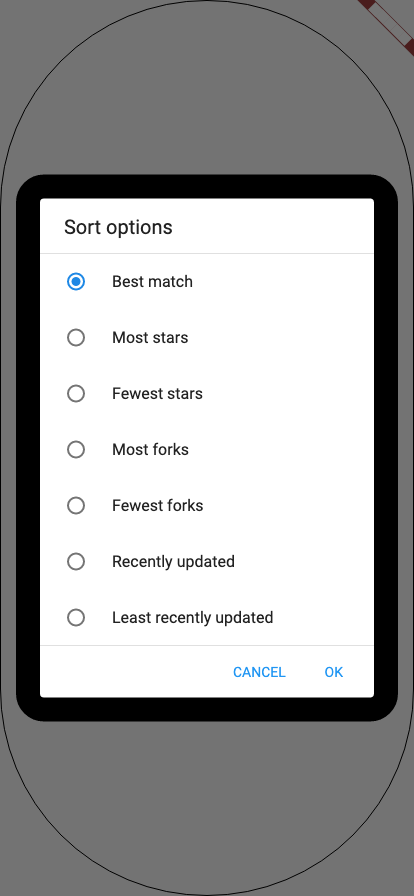 Sort options
Best match
Most stars
Fewest stars
Most forks
Fewest forks
Recently updated
Least recently updated
CANCEL OK